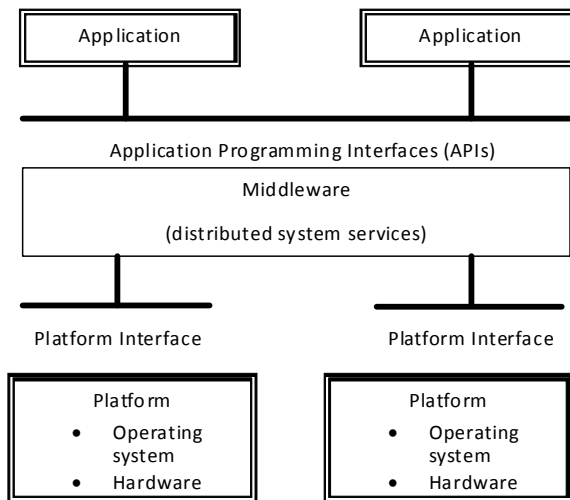 Application
Application
Application Programming Interfaces (APIs)
Middleware
(distributed system services)
Platform Interface
Platform Interface
Platform
• Operating
system
• Hardware
Platform
• Operating
system
• Hardware